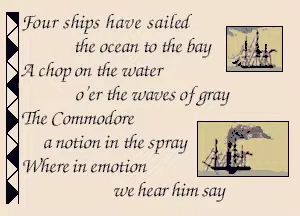 Four ships have sailed
the ocean to the bay
A chop on the water
o'er the waves of gray
The Commodore
a notion in the spray
Where in emotion
we hear him say